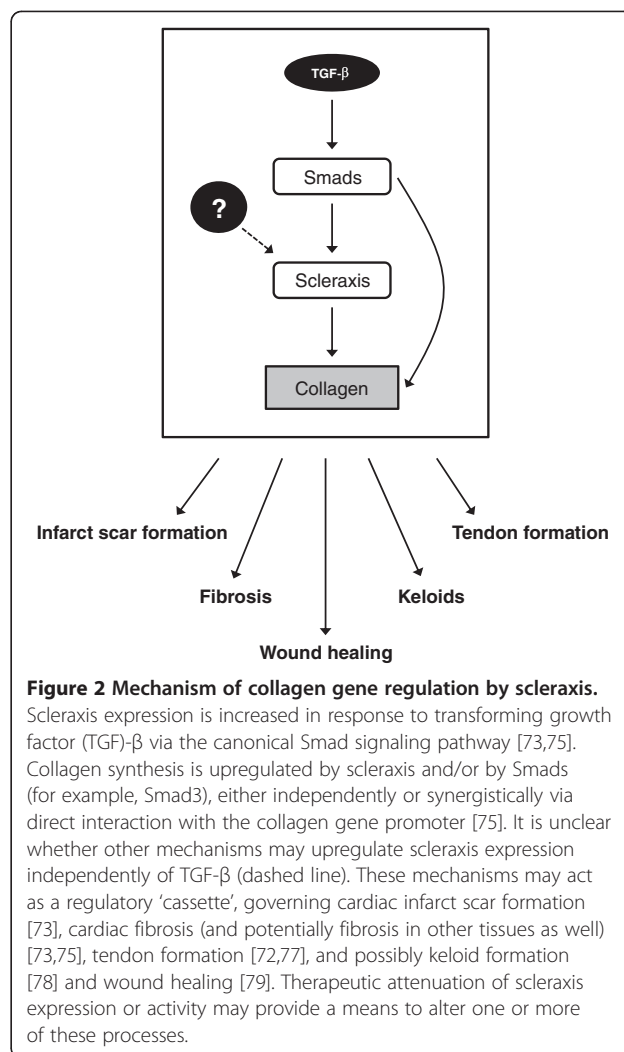 TGF-β
Smads
?
Scleraxis
Collagen
Infarct scar formation
Tendon formation
Fibrosis
Keloids
Wound healing
Figure 2 Mechanism of collagen gene regulation by scleraxis.
Scleraxis expression is increased in response to transforming growth
factor (TGF)-β via the canonical Smad signaling pathway [73,75].
Collagen synthesis is upregulated by scleraxis and/or by Smads
(for example, Smad3), either independently or synergistically via
direct interaction with the collagen gene promoter [75]. It is unclear
whether other mechanisms may upregulate scleraxis expression
independently of TGF-β (dashed line). These mechanisms may act
as a regulatory ‘cassette’, governing cardiac infarct scar formation
[73], cardiac fibrosis (and potentially fibrosis in other tissues as well)
[73,75], tendon formation [72,77], and possibly keloid formation
[78] and wound healing [79]. Therapeutic attenuation of scleraxis
expression or activity may provide a means to alter one or more
of these processes.